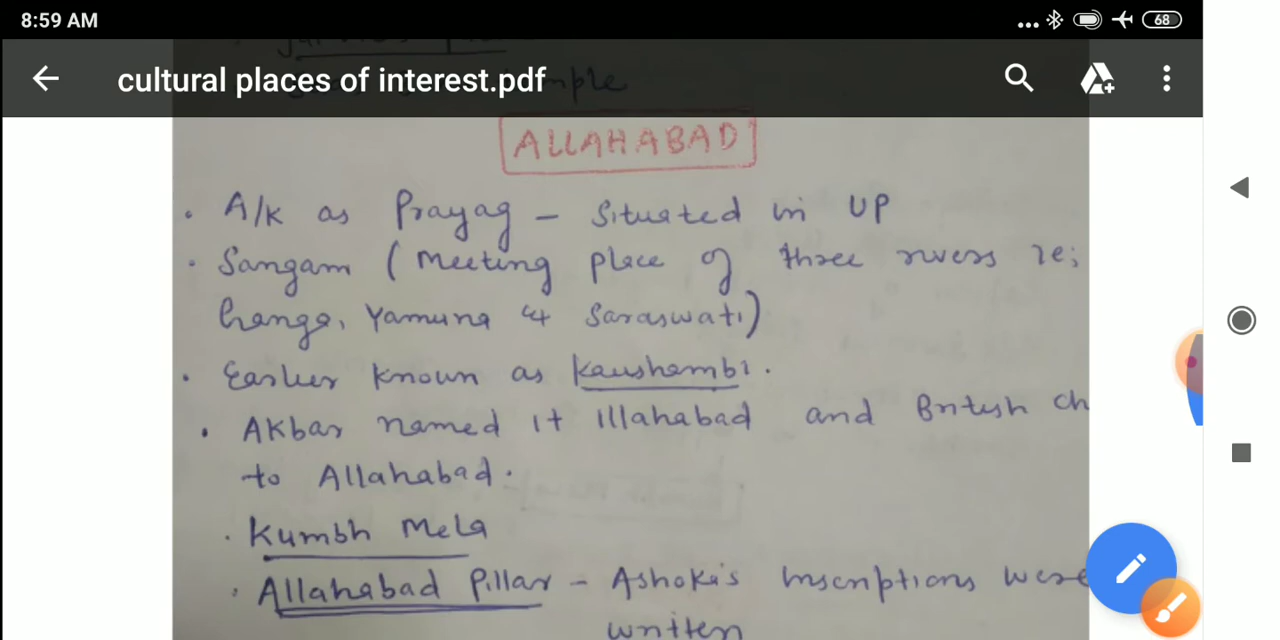 8:59 AM
68
cultural places of interest.pdf
ALLAHABAD
• A/K as Prayag – Situated in UP
• Sangam (Meeting place of three rivers ie;
Ganga, Yamuna & Saraswati)
• Earlier known as Kaushambi.
• Akbar named it Illahabad and British ch
to Allahabad.
• Kumbh Mela
• Allahabad Pillar – Ashoka's Inscriptions were
written